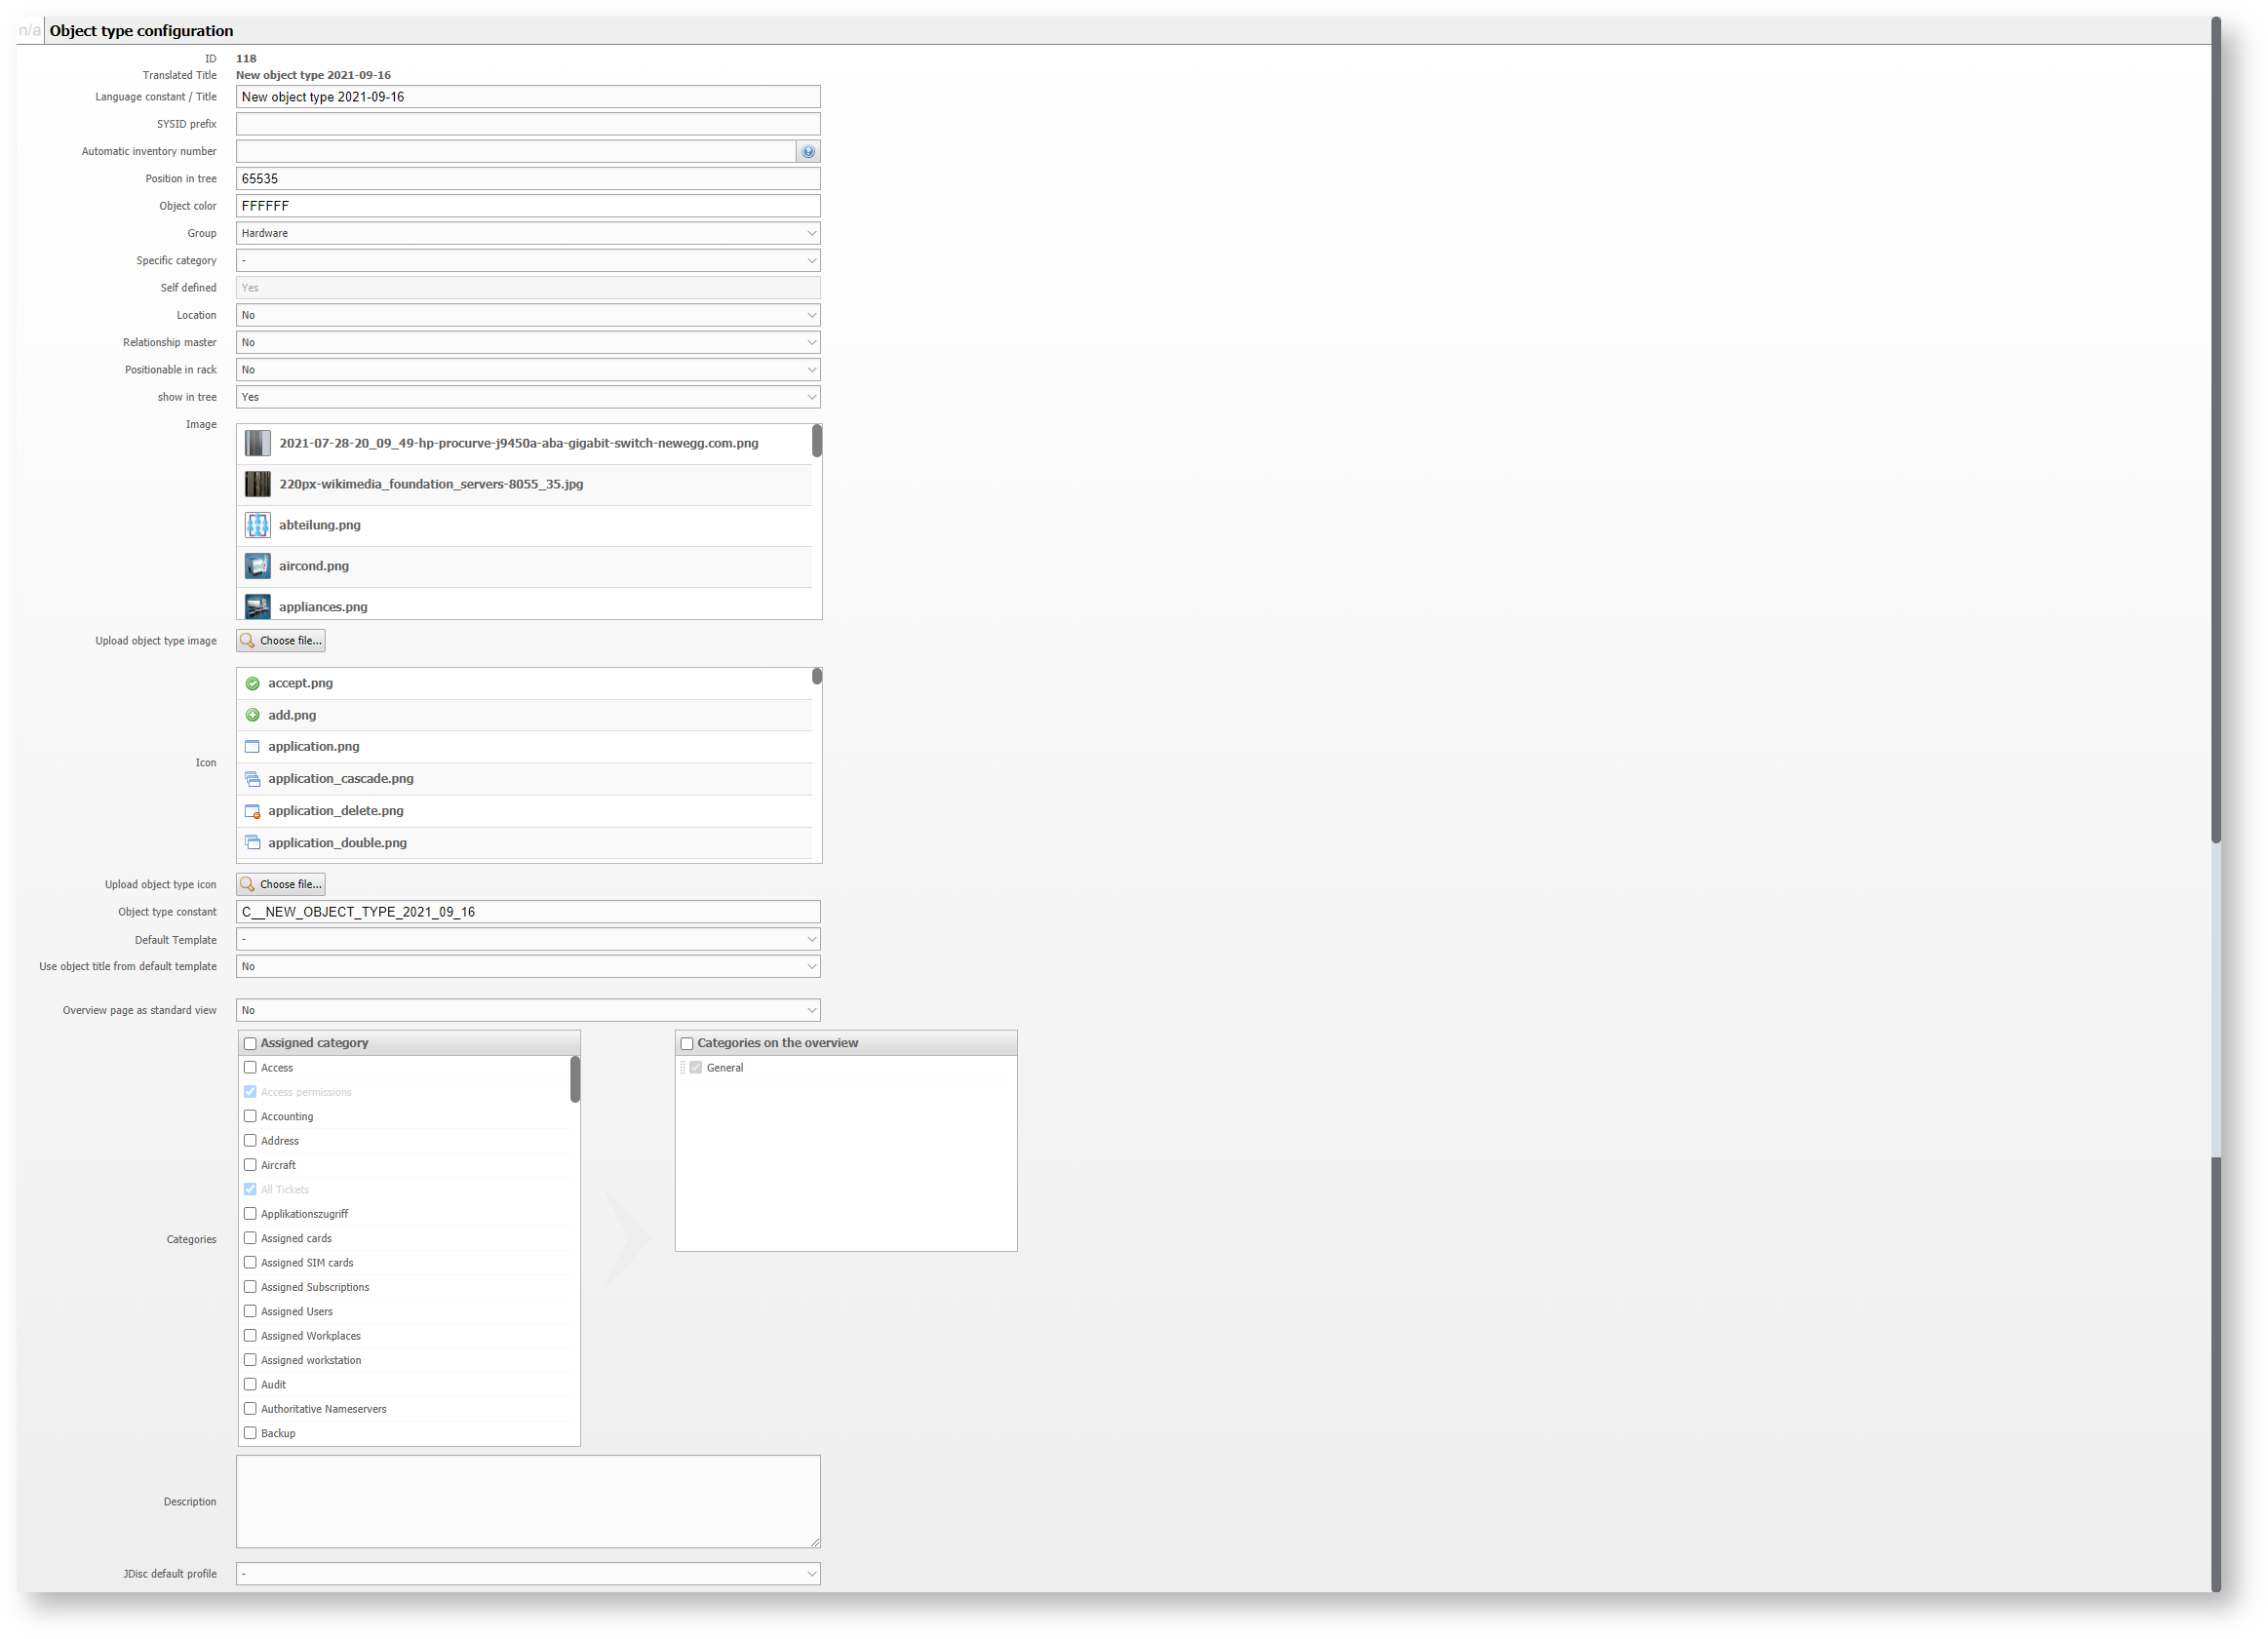 n/a Object type configuration
ID 118
Translated Title New object type 2021-09-16
Language constant / Title New object type 2021-09-16
SYSID prefix
Automatic inventory number
Position in tree 65535
Object color FFFFFF
Group Hardware
Specific category -
Self defined Yes
Location No
Relationship master No
Positionable in rack No
show in tree Yes
Image
2021-07-28-20_09_49-hp-procurve-j9450a-aba-gigabit-switch-newegg.com.png
220px-wikimedia_foundation_servers-8055_35.jpg
abteilung.png
aircond.png
appliances.png
Upload object type image Choose file...
Icon
accept.png
add.png
application.png
application_cascade.png
application_delete.png
application_double.png
Upload object type icon Choose file...
Object type constant C__NEW_OBJECT_TYPE_2021_09_16
Default Template -
Use object title from default template No
Overview page as standard view No
Categories
Assigned category
Access
Access permissions
Accounting
Address
Aircraft
All Tickets
Applikationszugriff
Assigned cards
Assigned SIM cards
Assigned Subscriptions
Assigned Users
Assigned Workplaces
Assigned workstation
Audit
Authoritative Nameservers
Backup
Categories on the overview
General
Description
JDisc default profile -